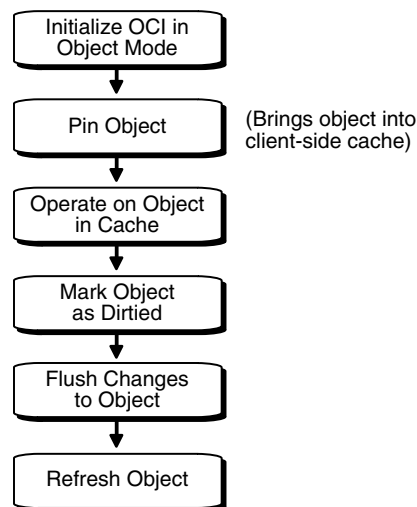 Initialize OCI in
Object Mode
Pin Object
(Brings object into
client-side cache)
Operate on Object
in Cache
Mark Object
as Dirtied
Flush Changes
to Object
Refresh Object